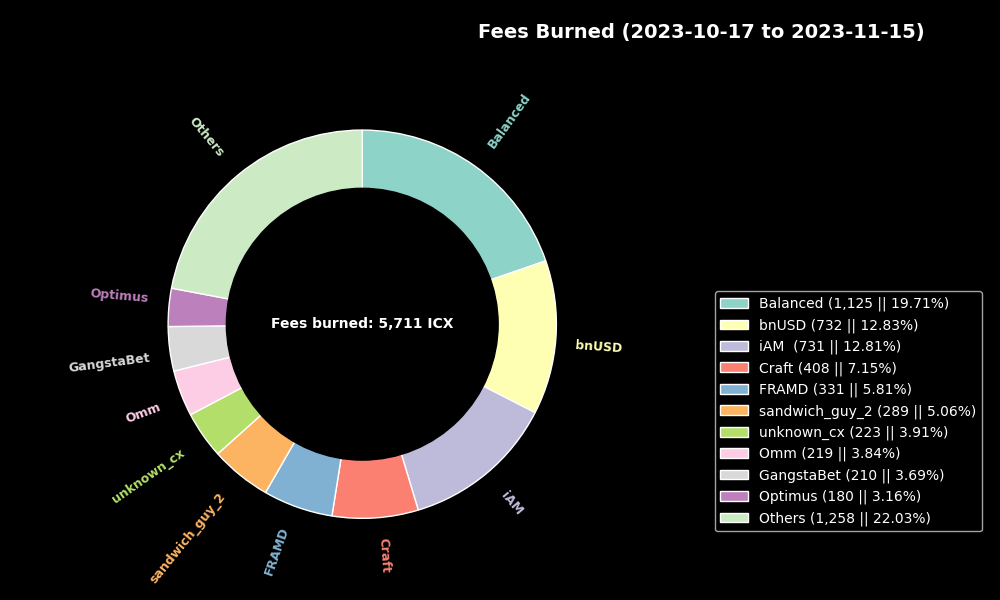 Fees Burned (2023-10-17 to 2023-11-15)
Balanced
Others
Optimus
Fees burned: 5,711 ICX
bnUSD
GangstaBet
Omm
unknown_cx
sandwich_guy_2
FRAMD
Craft
iAM
Balanced (1,125 || 19.71%)
bnUSD (732 || 12.83%)
iAM  (731 || 12.81%)
Craft (408 || 7.15%)
FRAMD (331 || 5.81%)
sandwich_guy_2 (289 || 5.06%)
unknown_cx (223 || 3.91%)
Omm (219 || 3.84%)
GangstaBet (210 || 3.69%)
Optimus (180 || 3.16%)
Others (1,258 || 22.03%)